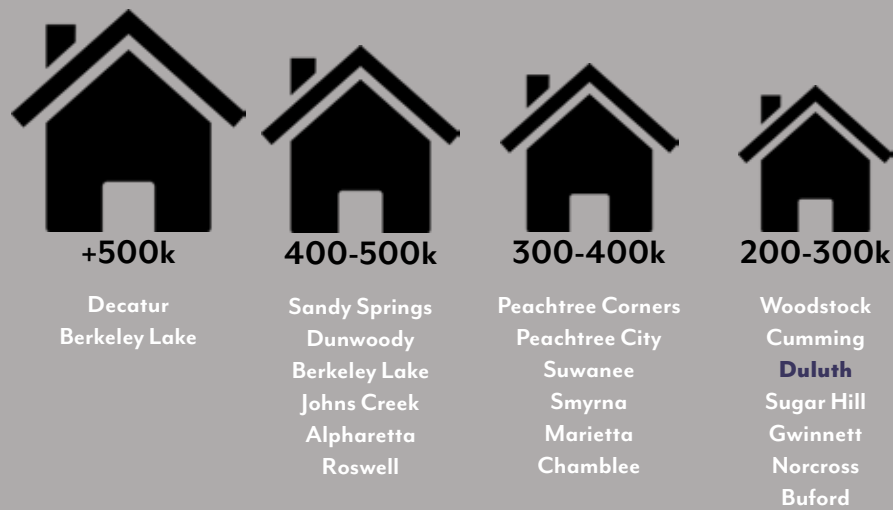 +500k
Decatur
Berkeley Lake
400-500k
Sandy Springs
Dunwoody
Berkeley Lake
Johns Creek
Alpharetta
Roswell
300-400k
Peachtree Corners
Peachtree City
Suwanee
Smyrna
Marietta
Chamblee
200-300k
Woodstock
Cumming
Duluth
Sugar Hill
Gwinnett
Norcross
Buford